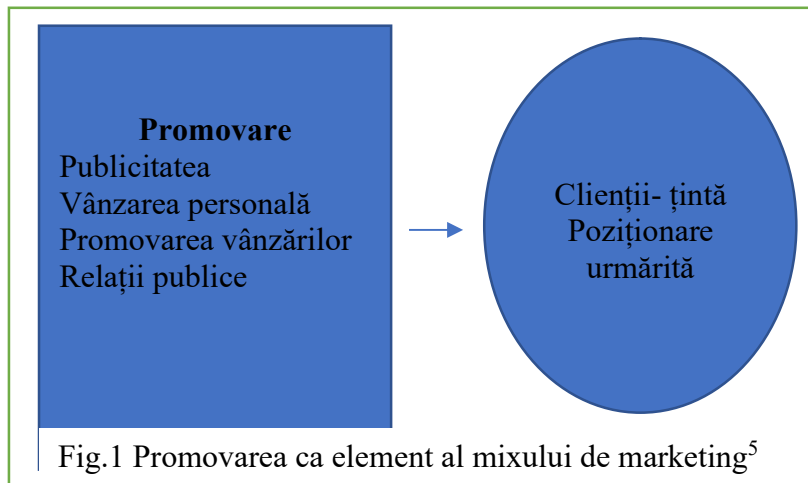 Promovare
Publicitatea
Vânzarea personală
Promovarea vânzărilor
Relații publice
Clienții- țintă
Poziționare
urmărită
Fig.1 Promovarea ca element al mixului de marketing⁵